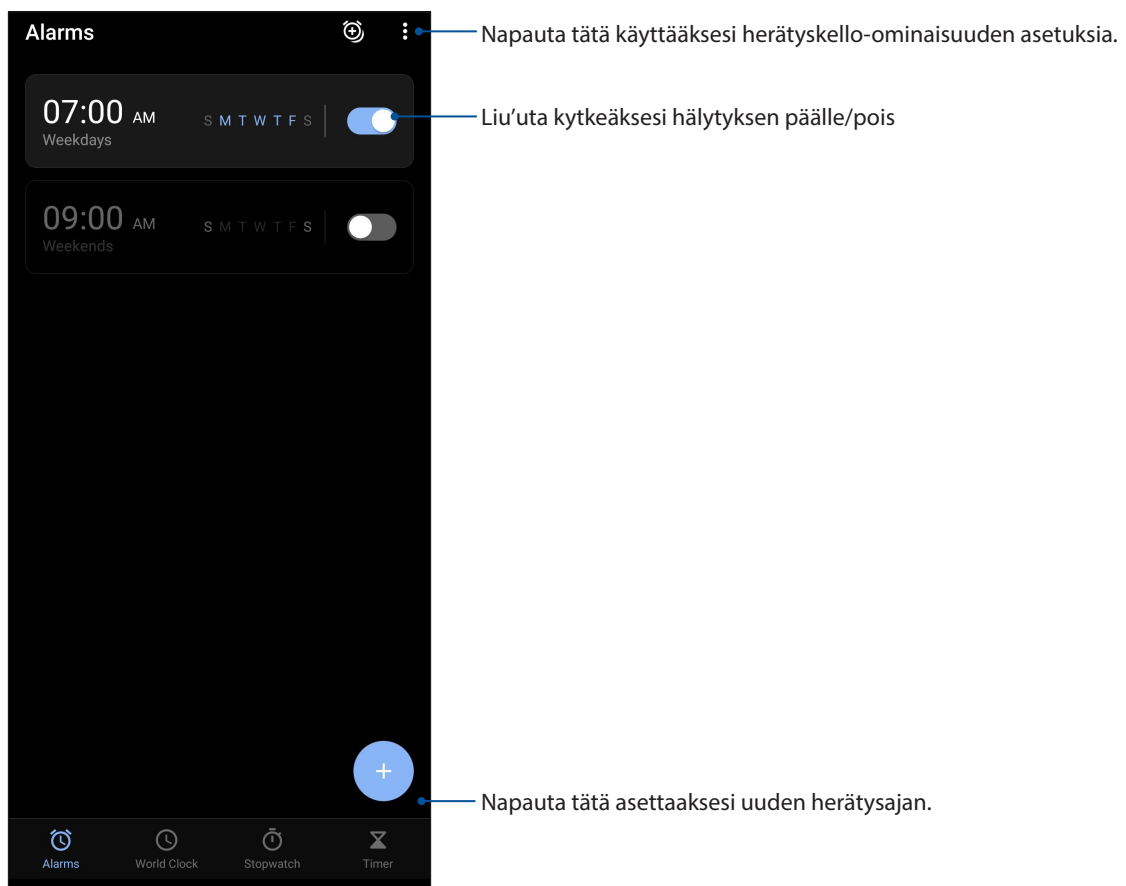 Alarms
Napauta tätä käyttääksesi herätyskello-ominaisuuden asetuksia.
07:00 AM
S M T W T F S
Weekdays
Liu’uta kytkeäksesi hälytyksen päälle/pois
09:00 AM
S M T W T F S
Weekends
Napauta tätä asettaaksesi uuden herätysajan.
Alarms
World Clock
Stopwatch
Timer